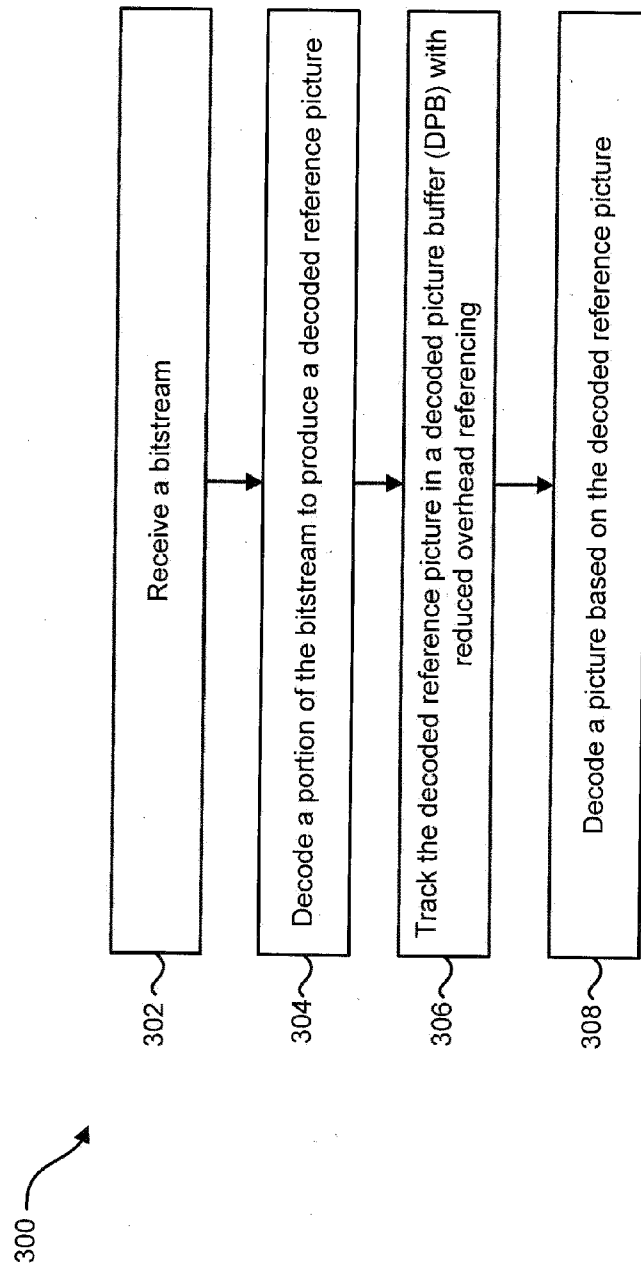 300
302
Receive a bitstream
304
Decode a portion of the bitstream to produce a decoded reference picture
306
Track the decoded reference picture in a decoded picture buffer (DPB) with
reduced overhead referencing
308
Decode a picture based on the decoded reference picture